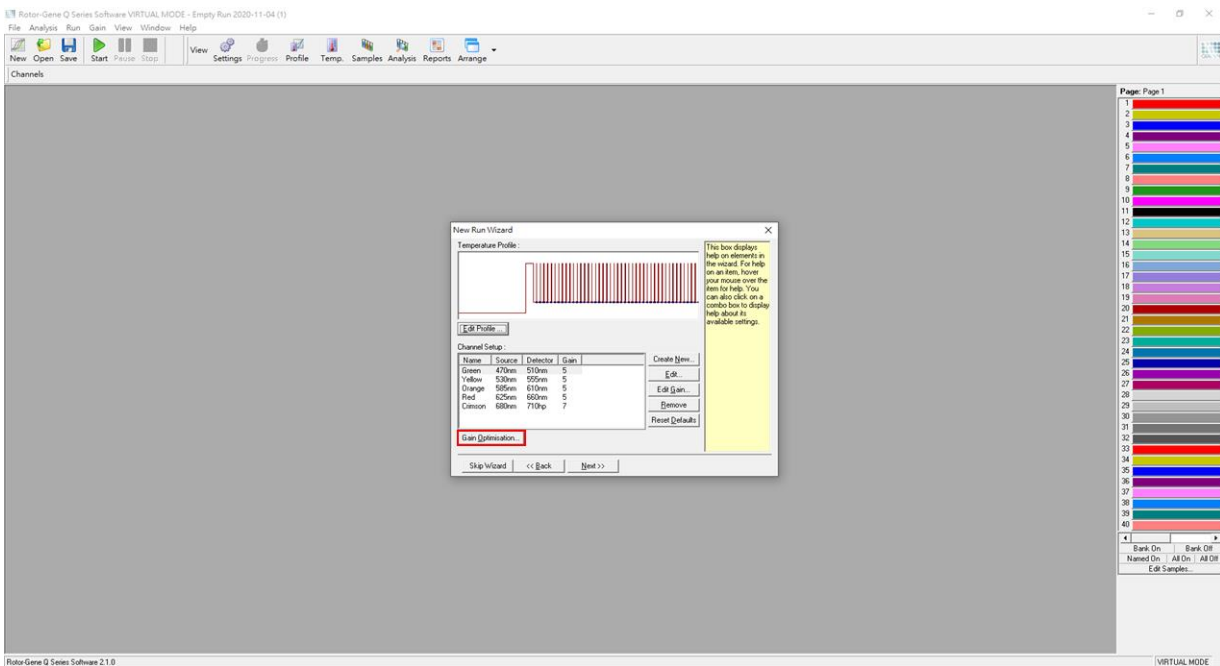 Rotor-Gene Q Series Software VIRTUAL MODE - Empty Run 2020-11-04 (1)
File Analysis Run Gain View Window Help
New Open Save Start Pause Stop View Settings Progress Profile Temp. Samples Analysis Reports Arrange
Channels
Page: Page 1
1
2
3
4
5
6
7
8
9
10
11
12
13
14
15
16
17
18
19
20
21
22
23
24
25
26
27
28
29
30
31
32
33
34
35
36
37
38
39
40
Bank On Bank Off
Named On All On All Off
Edit Samples...
New Run Wizard
Temperature Profile :
Edit Profile ...
Channel Setup :
Name Source Detector Gain
Green 470nm 510nm 5
Yellow 530nm 555nm 5
Orange 585nm 610nm 5
Red 625nm 660nm 5
Crimson 680nm 710hp 7
Create New...
Edit...
Edit Gain...
Remove
Reset Defaults
Gain Optimisation...
This box displays
help on elements in
the wizard. For help
on an item, hover
your mouse over the
item for help. You
can also click on a
combo box to display
help about its
available settings.
Skip Wizard << Back Next >>
Rotor-Gene Q Series Software 2.1.0
VIRTUAL MODE